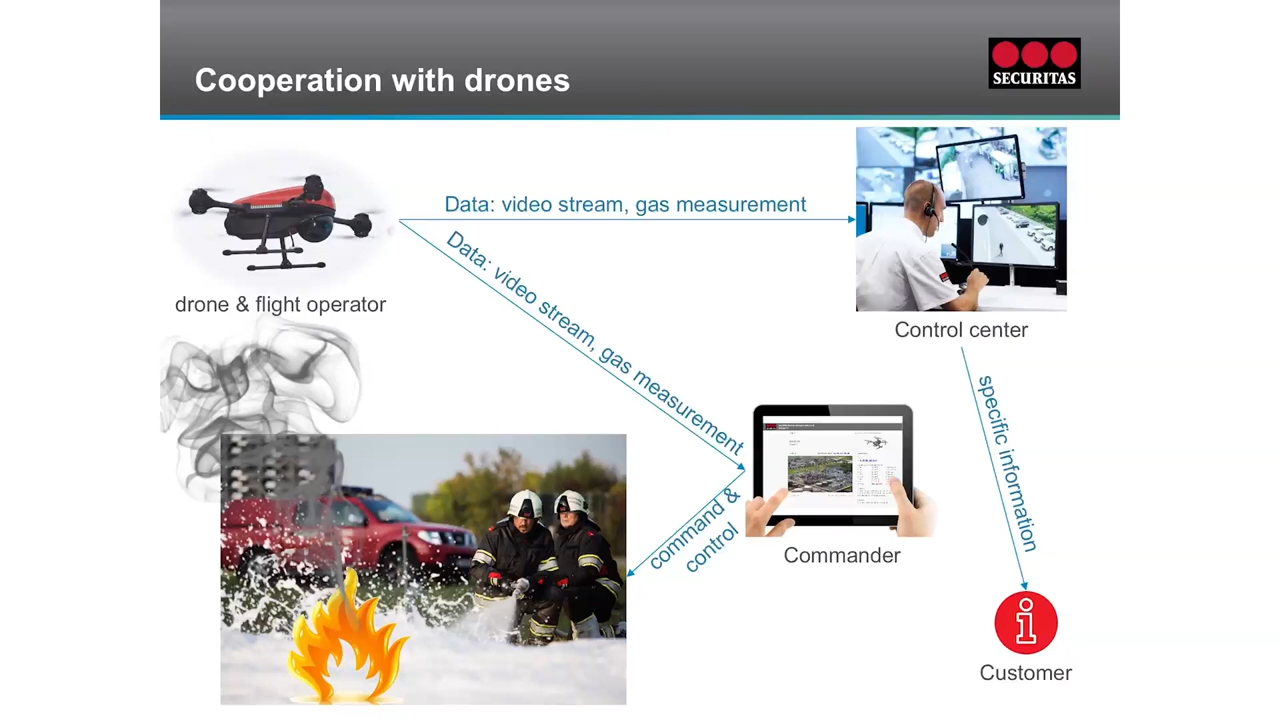 Cooperation with drones
SECURITAS
Data: video stream, gas measurement
Data: video stream, gas measurement
drone & flight operator
Control center
specific information
command &
control
Commander
Customer